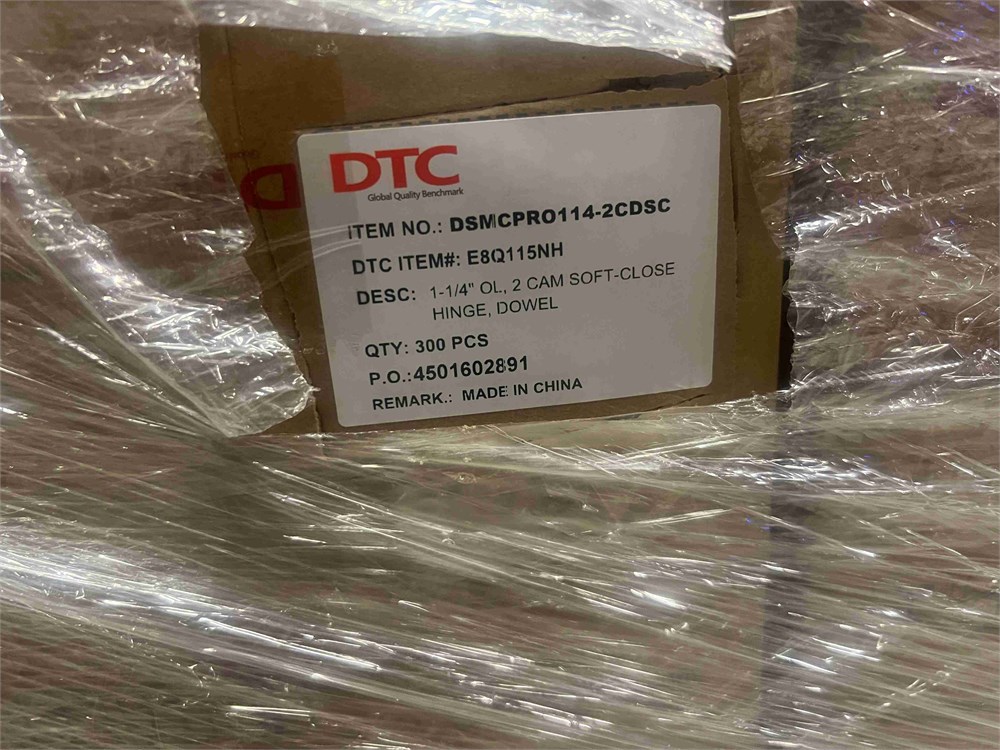 DTC
Global Quality Benchmark
ITEM NO.: DSMCPRO114-2CDSC
DTC ITEM#: E8Q115NH
DESC: 1-1/4" OL, 2 CAM SOFT-CLOSE
HINGE, DOWEL
QTY: 300 PCS
P.O.:4501602891
REMARK.: MADE IN CHINA
D